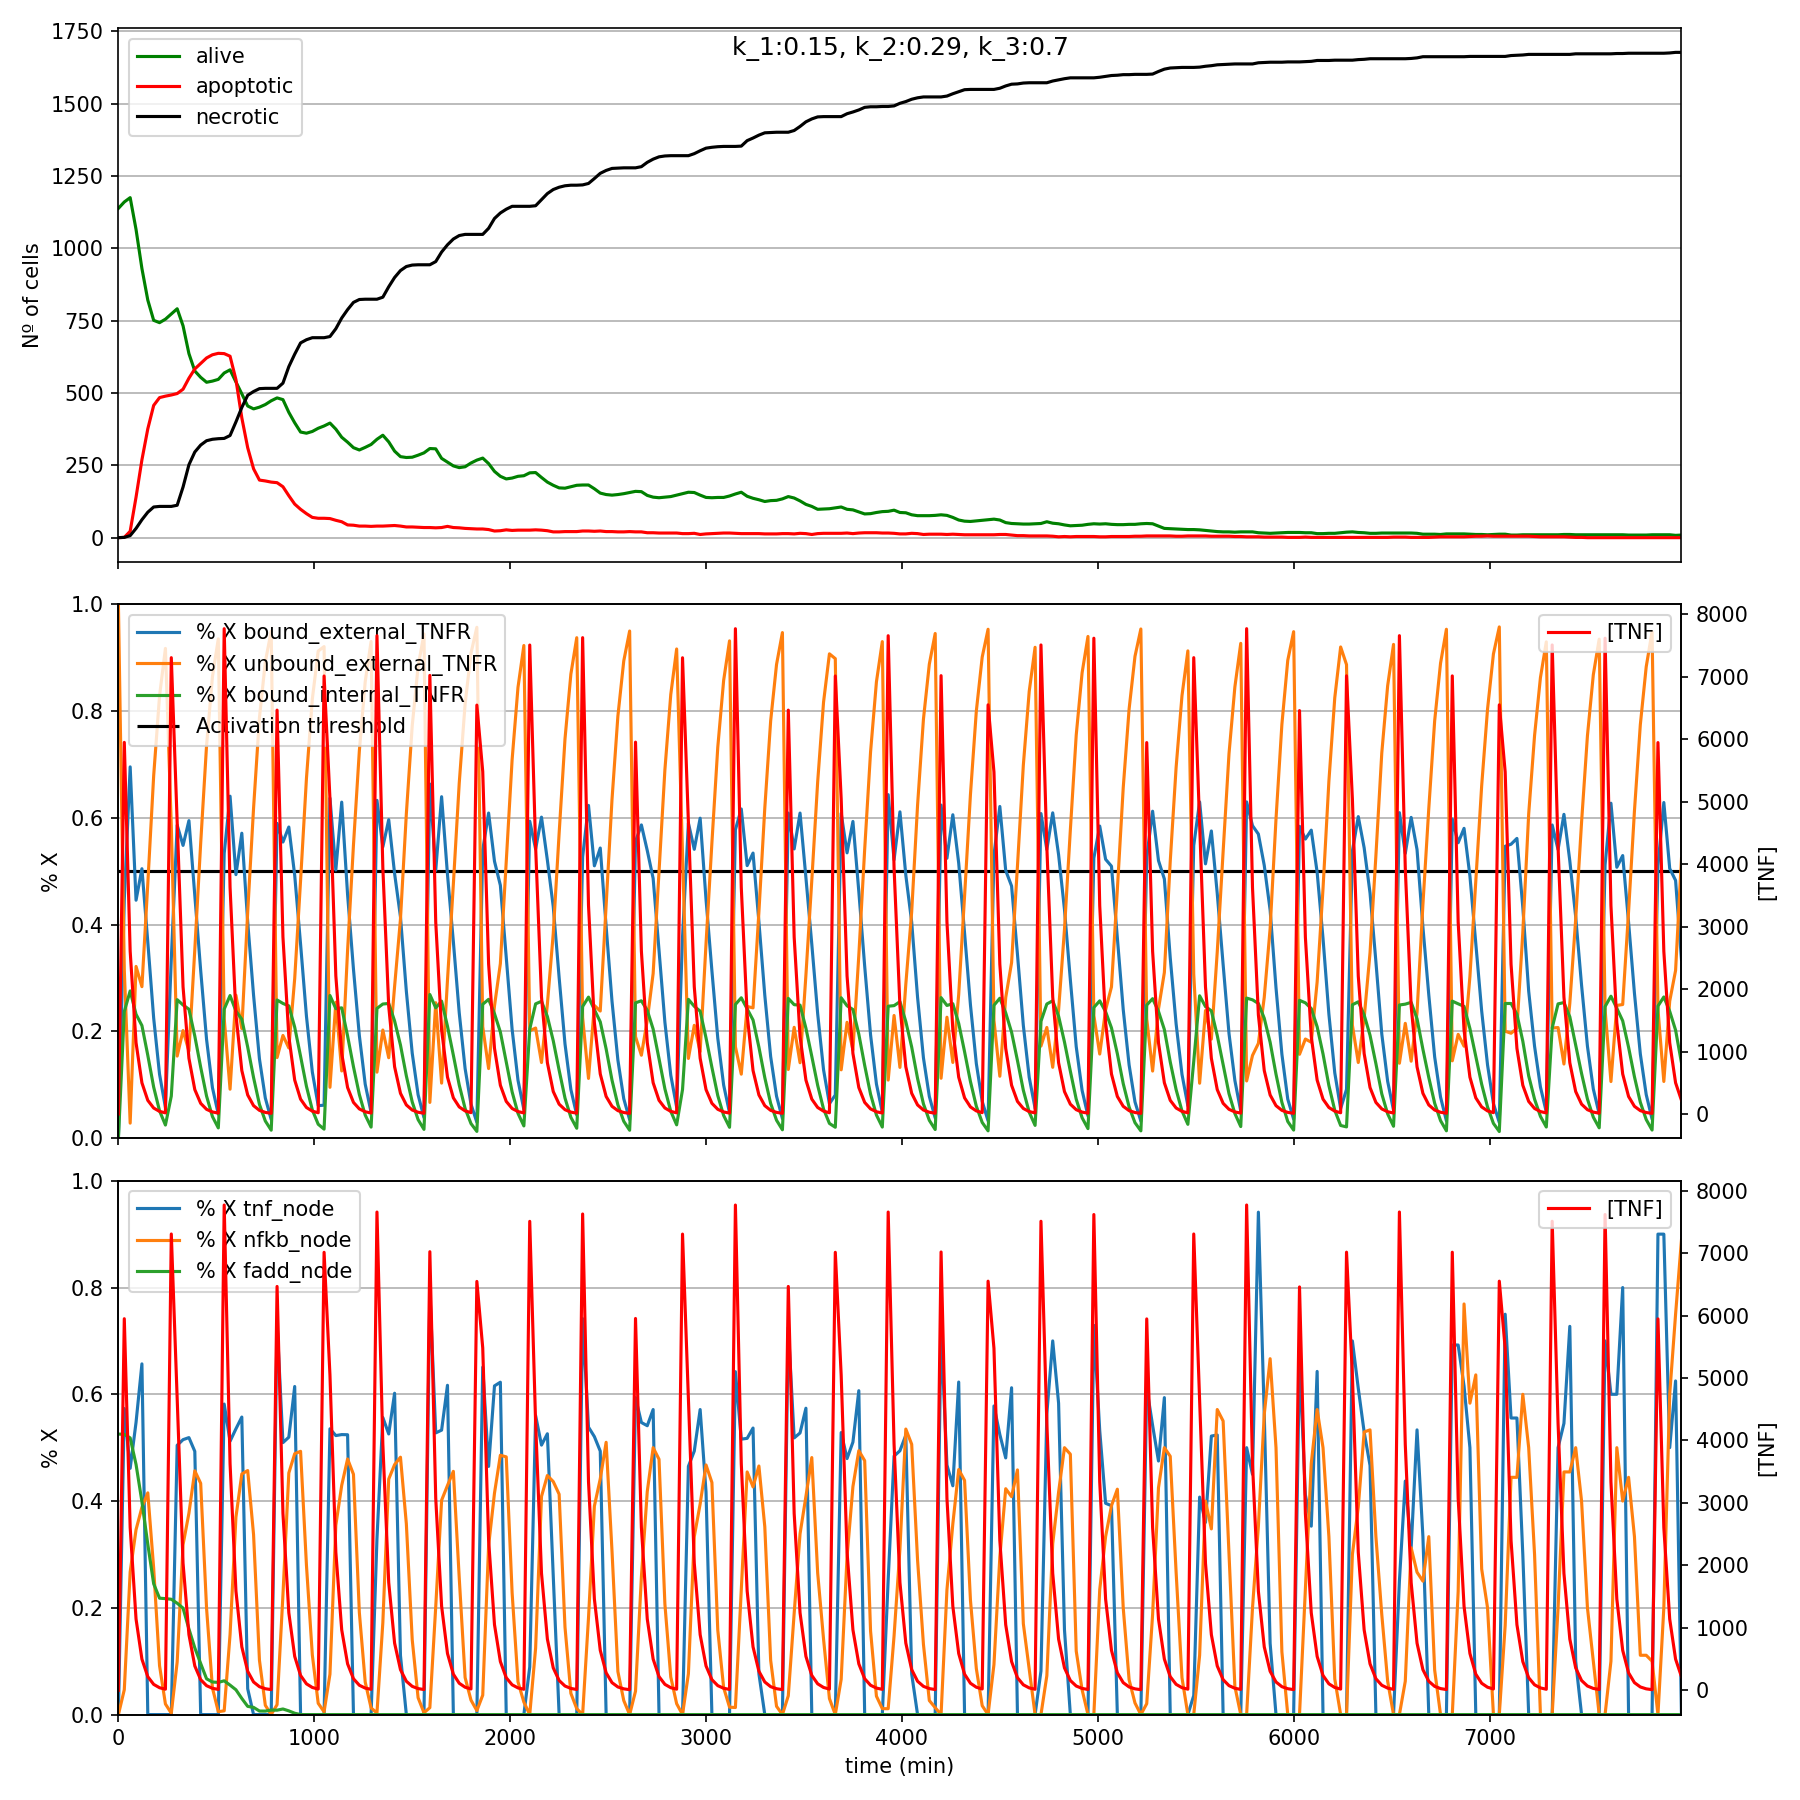 k_1:0.15, k_2:0.29, k_3:0.7
alive
apoptotic
necrotic
Nº of cells
1750
1500
1250
1000
750
500
250
0
% X bound_external_TNFR
% X unbound_external_TNFR
% X bound_internal_TNFR
Activation threshold
[TNF]
% X
1.0
0.8
0.6
0.4
0.2
0.0
8000
7000
6000
5000
4000
3000
2000
1000
0
[TNF]
% X tnf_node
% X nfkb_node
% X fadd_node
[TNF]
% X
1.0
0.8
0.6
0.4
0.2
0.0
8000
7000
6000
5000
4000
3000
2000
1000
0
[TNF]
0 1000 2000 3000 4000 5000 6000 7000
time (min)